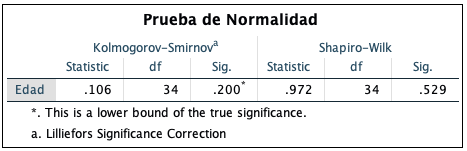 Prueba de Normalidad
Kolmogorov-Smirnovᵃ Shapiro-Wilk
Statistic df Sig. Statistic df Sig.
Edad .106 34 .200* .972 34 .529
*. This is a lower bound of the true significance.
a. Lilliefors Significance Correction